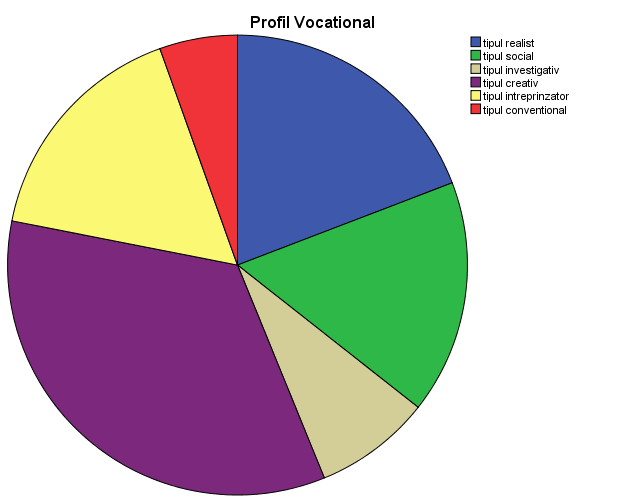 Profil Vocational
tipul realist
tipul social
tipul investigativ
tipul creativ
tipul intreprinzator
tipul conventional